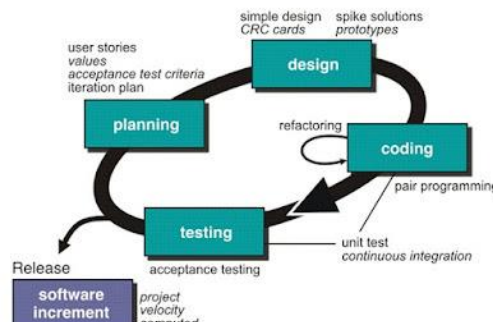 simple design
CRC cards
spike solutions
prototypes
user stories
values
acceptance test criteria
iteration plan
design
planning
refactoring
coding
pair programming
testing
unit test
continuous integration
acceptance testing
Release
software
increment
project
velocity
computed